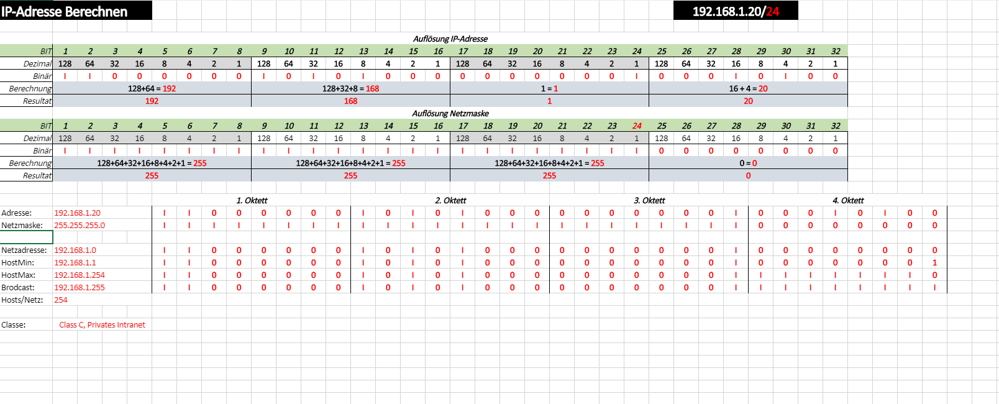 IP-Adresse Berechnen 192.168.1.20/24
Auflösung IP-Adresse
BIT 1 2 3 4 5 6 7 8 9 10 11 12 13 14 15 16 17 18 19 20 21 22 23 24 25 26 27 28 29 30 31 32
Dezimal 128 64 32 16 8 4 2 1 128 64 32 16 8 4 2 1 128 64 32 16 8 4 2 1 128 64 32 16 8 4 2 1
Binär I I 0 0 0 0 0 0 I 0 I 0 I 0 0 0 0 0 0 0 0 0 0 I 0 0 0 I 0 I 0 0
Berechnung 128+64 = 192 128+32+8 = 168 1 = 1 16 + 4 = 20
Resultat 192 168 1 20
Auflösung Netzmaske
BIT 1 2 3 4 5 6 7 8 9 10 11 12 13 14 15 16 17 18 19 20 21 22 23 24 25 26 27 28 29 30 31 32
Dezimal 128 64 32 16 8 4 2 1 128 64 32 16 8 4 2 1 128 64 32 16 8 4 2 1 128 64 32 16 8 4 2 1
Binär I I I I I I I I I I I I I I I I I I I I I I I I 0 0 0 0 0 0 0 0
Berechnung 128+64+32+16+8+4+2+1 = 255 128+64+32+16+8+4+2+1 = 255 128+64+32+16+8+4+2+1 = 255 0 = 0
Resultat 255 255 255 0
1. Oktett 2. Oktett 3. Oktett 4. Oktett
Adresse: 192.168.1.20 I I 0 0 0 0 0 0 I 0 I 0 I 0 0 0 0 0 0 0 0 0 0 I 0 0 0 I 0 I 0 0
Netzmaske: 255.255.255.0 I I I I I I I I I I I I I I I I I I I I I I I I 0 0 0 0 0 0 0 0
Netzadresse: 192.168.1.0 I I 0 0 0 0 0 0 I 0 I 0 I 0 0 0 0 0 0 0 0 0 0 I 0 0 0 0 0 0 0 0
HostMin: 192.168.1.1 I I 0 0 0 0 0 0 I 0 I 0 I 0 0 0 0 0 0 0 0 0 0 I 0 0 0 0 0 0 0 1
HostMax: 192.168.1.254 I I 0 0 0 0 0 0 I 0 I 0 I 0 0 0 0 0 0 0 0 0 0 I I I I I I I I 0
Brodcast: 192.168.1.255 I I 0 0 0 0 0 0 I 0 I 0 I 0 0 0 0 0 0 0 0 0 0 I I I I I I I I I
Hosts/Netz: 254
Classe: Class C, Privates Intranet